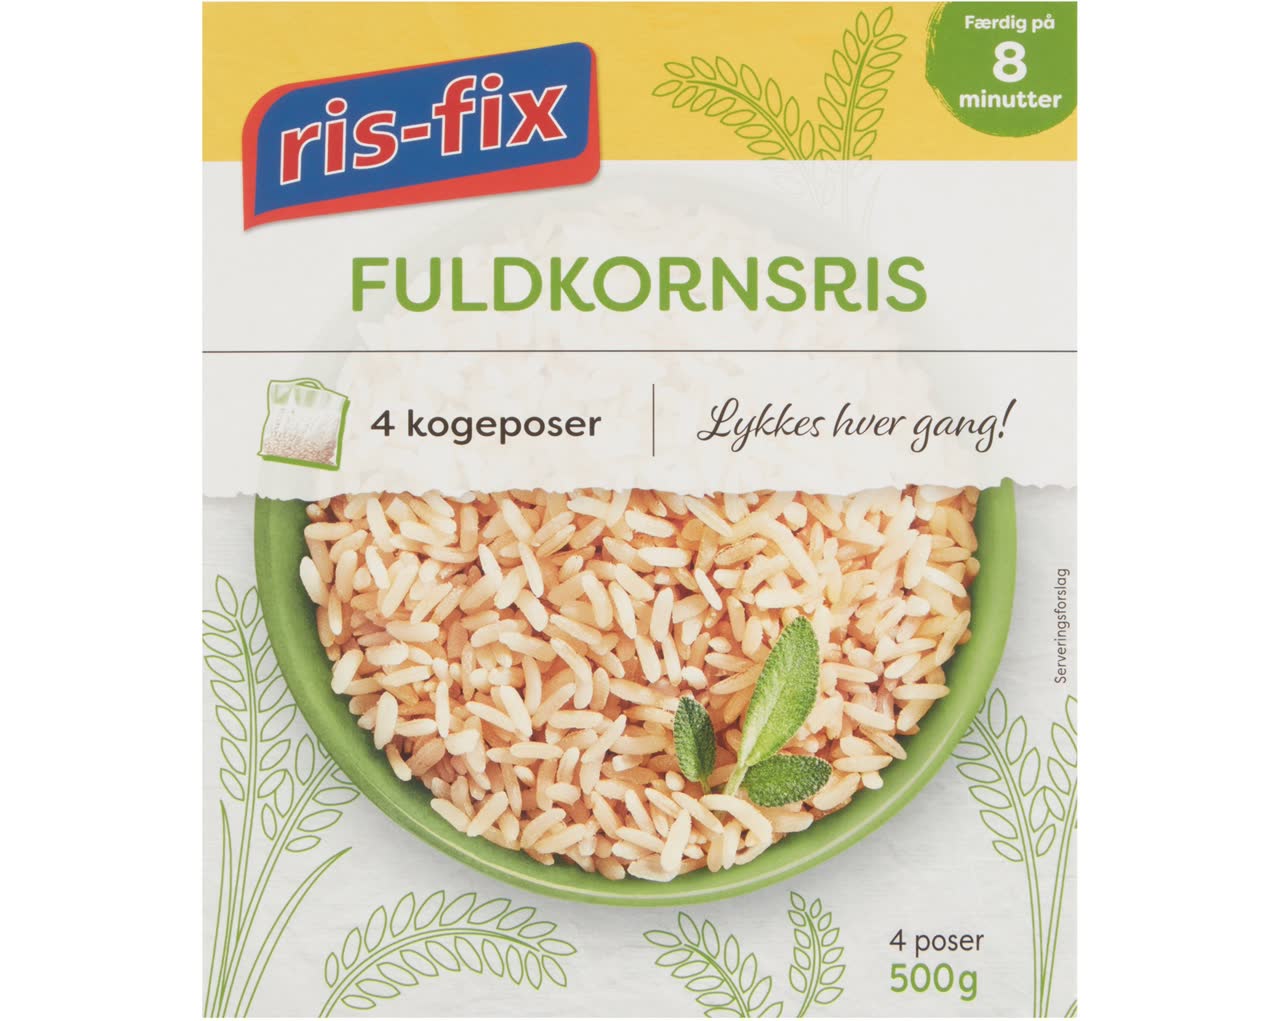 Færdig på
8
minutter
ris-fix
FULDKORNSRIS
4 kogeposer
Lykkes hver gang!
Serveringsforslag
4 poser
500g